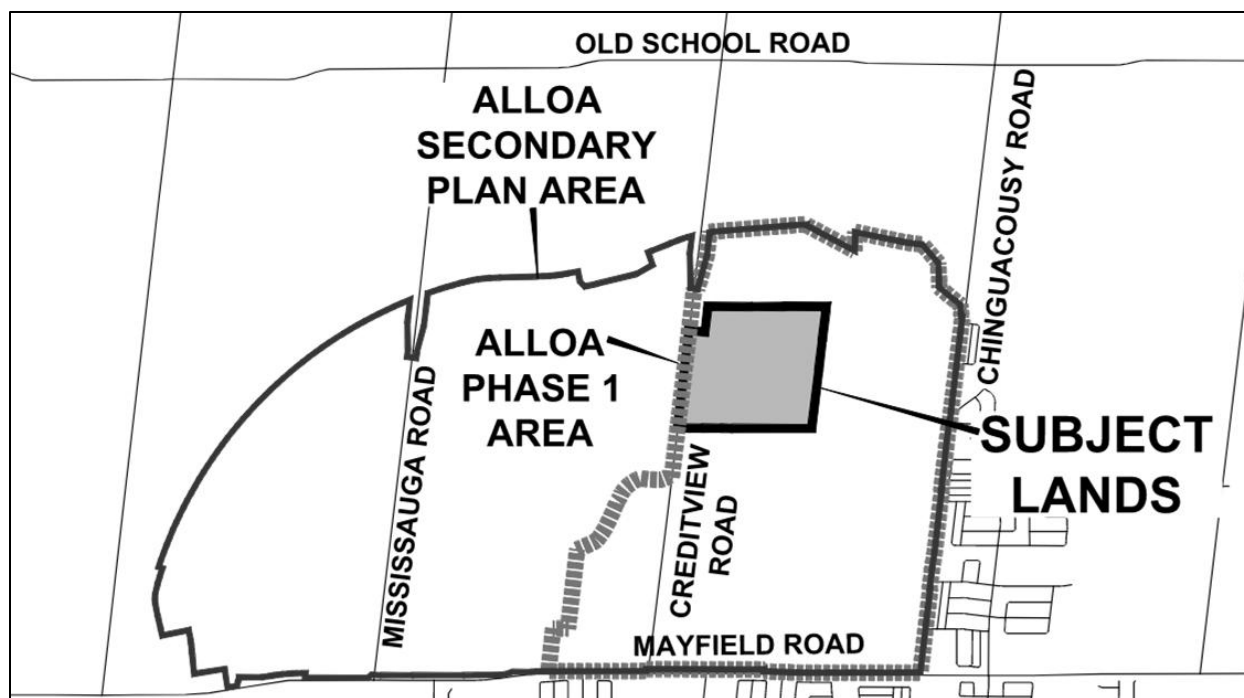 OLD SCHOOL ROAD
ALLOA
SECONDARY
PLAN AREA
CHINGUACOUSY ROAD
ALLOA
PHASE 1
AREA
MISSISSAUGA ROAD
SUBJECT
LANDS
CREDITVIEW
ROAD
MAYFIELD ROAD